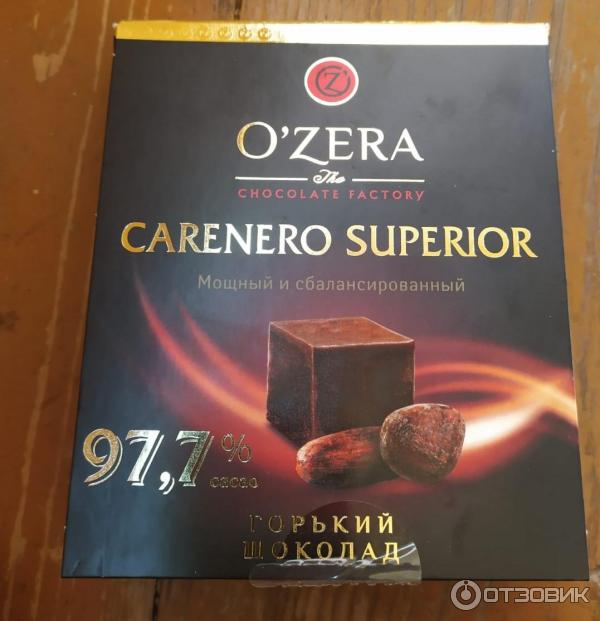 O'ZERA
The
CHOCOLATE FACTORY
CARENERO SUPERIOR
Мощный и сбалансированный
97,7%
cacao
ГОРЬКИЙ
ШОКОЛАД
ОТЗОВИК